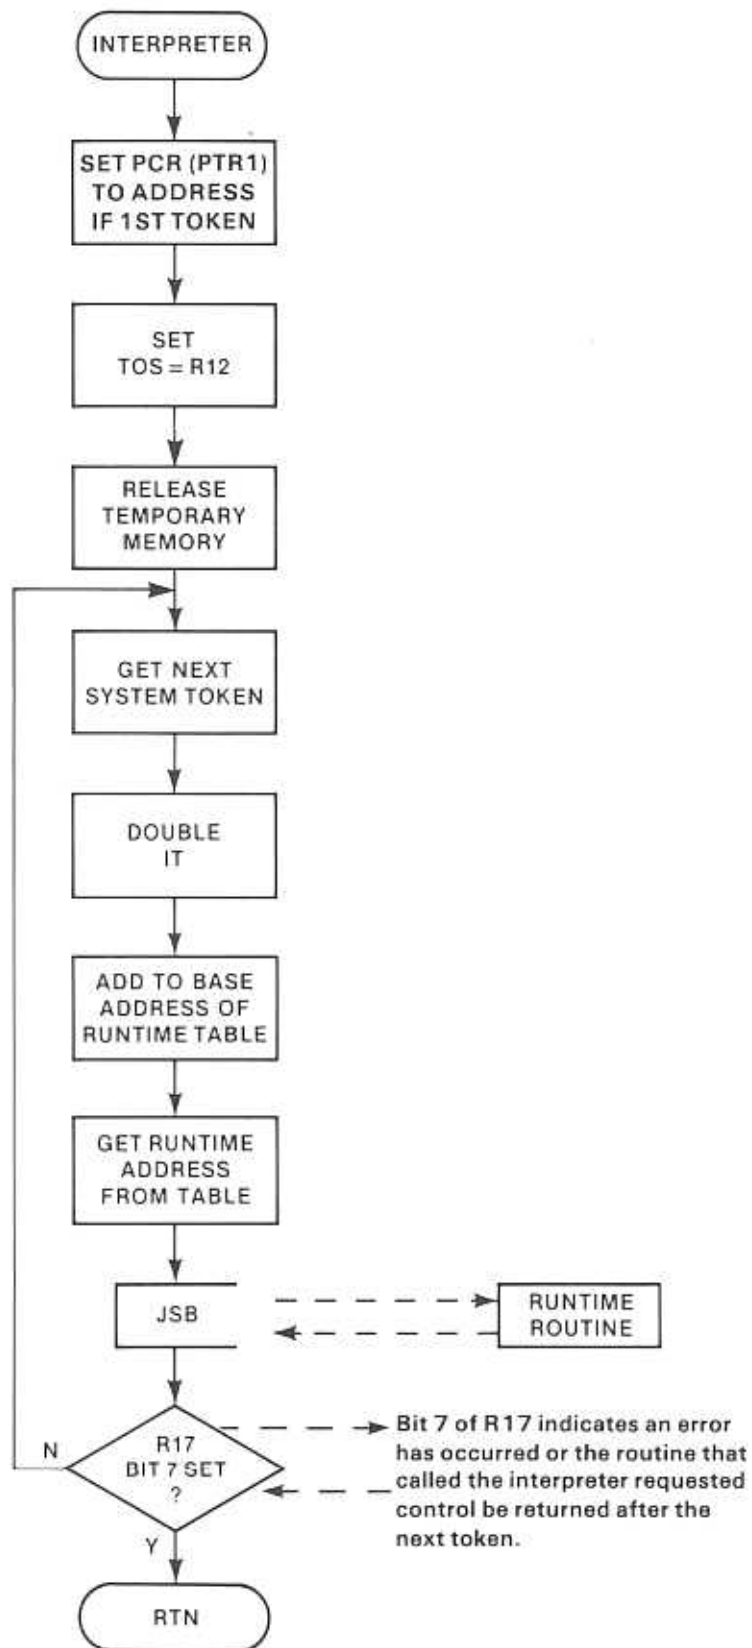 INTERPRETER
SET PCR (PTR1)
TO ADDRESS
IF 1ST TOKEN
SET
TOS = R12
RELEASE
TEMPORARY
MEMORY
GET NEXT
SYSTEM TOKEN
DOUBLE
IT
ADD TO BASE
ADDRESS OF
RUNTIME TABLE
GET RUNTIME
ADDRESS
FROM TABLE
JSB
RUNTIME
ROUTINE
R17
BIT 7 SET
?
N
Y
Bit 7 of R17 indicates an error
has occurred or the routine that
called the interpreter requested
control be returned after the
next token.
RTN